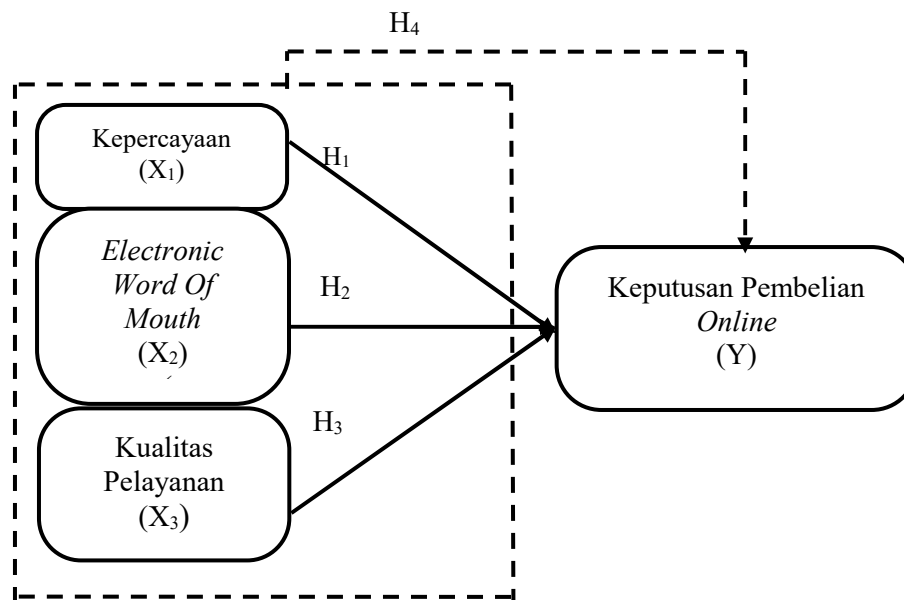 H₄
Kepercayaan
(X₁)
H₁
Electronic
Word Of
Mouth
(X₂)
H₂
Keputusan Pembelian
Online
(Y)
H₃
Kualitas
Pelayanan
(X₃)